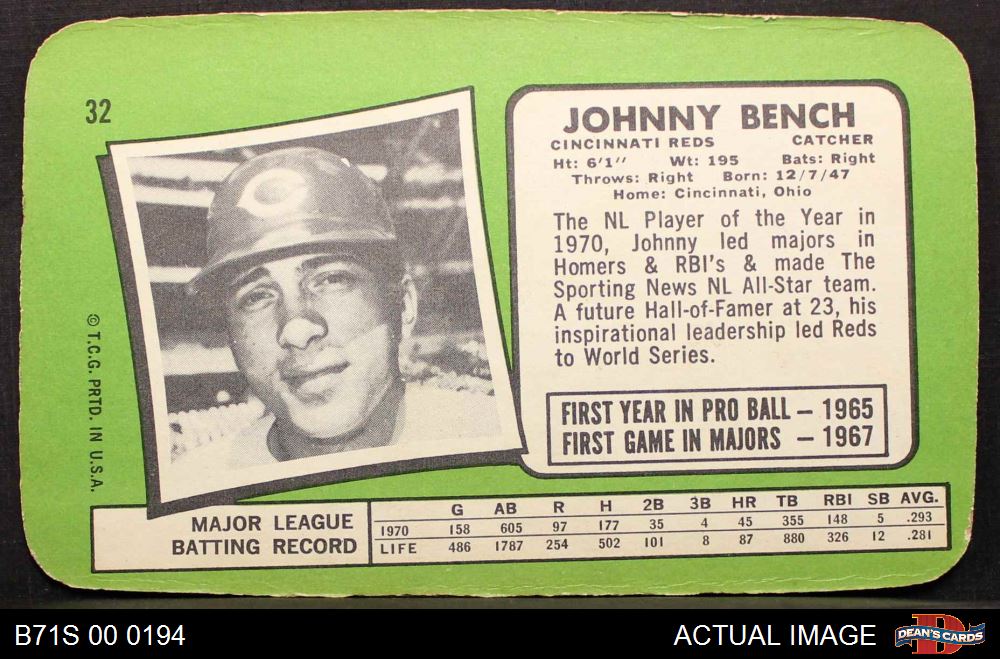 32
© T.C.G. PRTD. IN U.S.A.
C
JOHNNY BENCH
CINCINNATI REDS CATCHER
Ht: 6'1" Wt: 195 Bats: Right
Throws: Right Born: 12/7/47
Home: Cincinnati, Ohio
The NL Player of the Year in
1970, Johnny led majors in
Homers & RBI's & made The
Sporting News NL All-Star team.
A future Hall-of-Famer at 23, his
inspirational leadership led Reds
to World Series.
FIRST YEAR IN PRO BALL – 1965
FIRST GAME IN MAJORS – 1967
MAJOR LEAGUE
BATTING RECORD
G AB R H 2B 3B HR TB RBI SB AVG.
1970 158 605 97 177 35 4 45 355 148 5 .293
LIFE 486 1787 254 502 101 8 87 880 326 12 .281
B71S 00 0194 ACTUAL IMAGE
D
DEAN'S CARDS